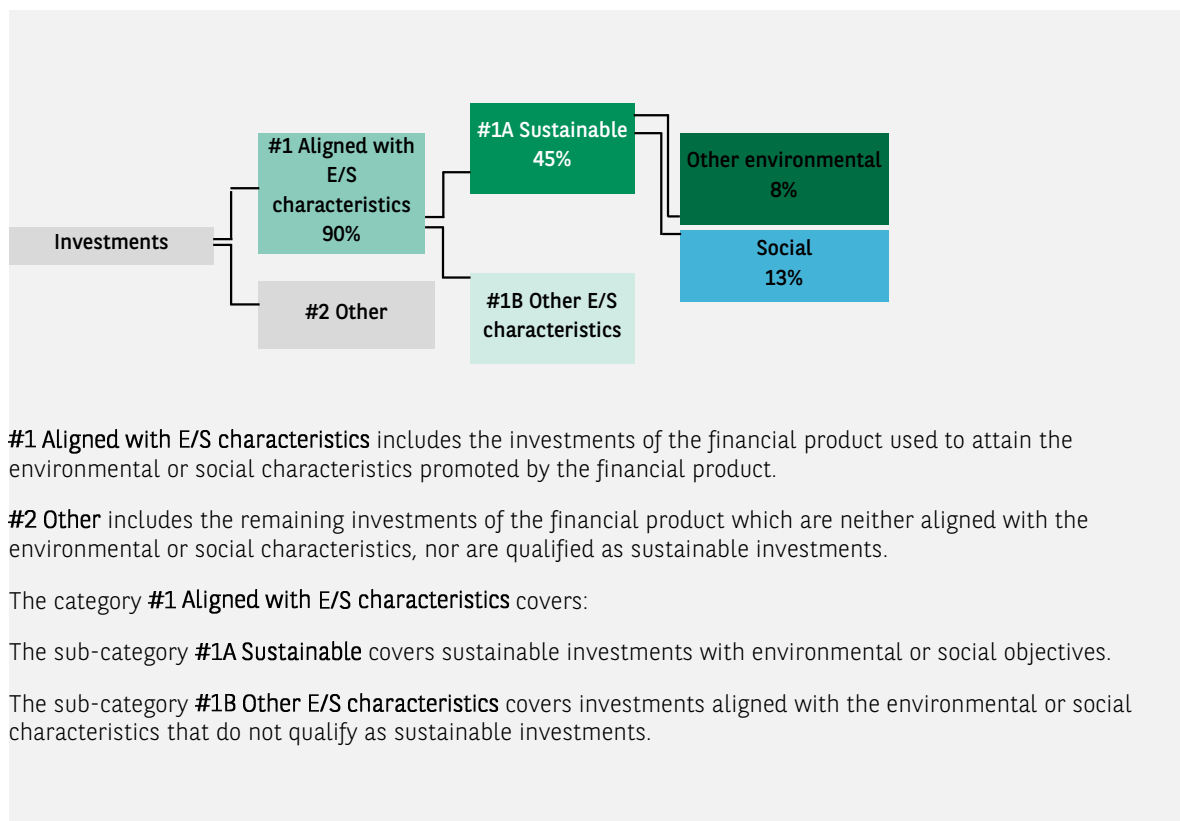 #1A Sustainable
45%
#1 Aligned with
E/S
characteristics
90%
Other environmental
8%
Investments
Social
13%
#2 Other
#1B Other E/S
characteristics
#1 Aligned with E/S characteristics includes the investments of the financial product used to attain the
environmental or social characteristics promoted by the financial product.
#2 Other includes the remaining investments of the financial product which are neither aligned with the
environmental or social characteristics, nor are qualified as sustainable investments.
The category #1 Aligned with E/S characteristics covers:
The sub-category #1A Sustainable covers sustainable investments with environmental or social objectives.
The sub-category #1B Other E/S characteristics covers investments aligned with the environmental or social
characteristics that do not qualify as sustainable investments.